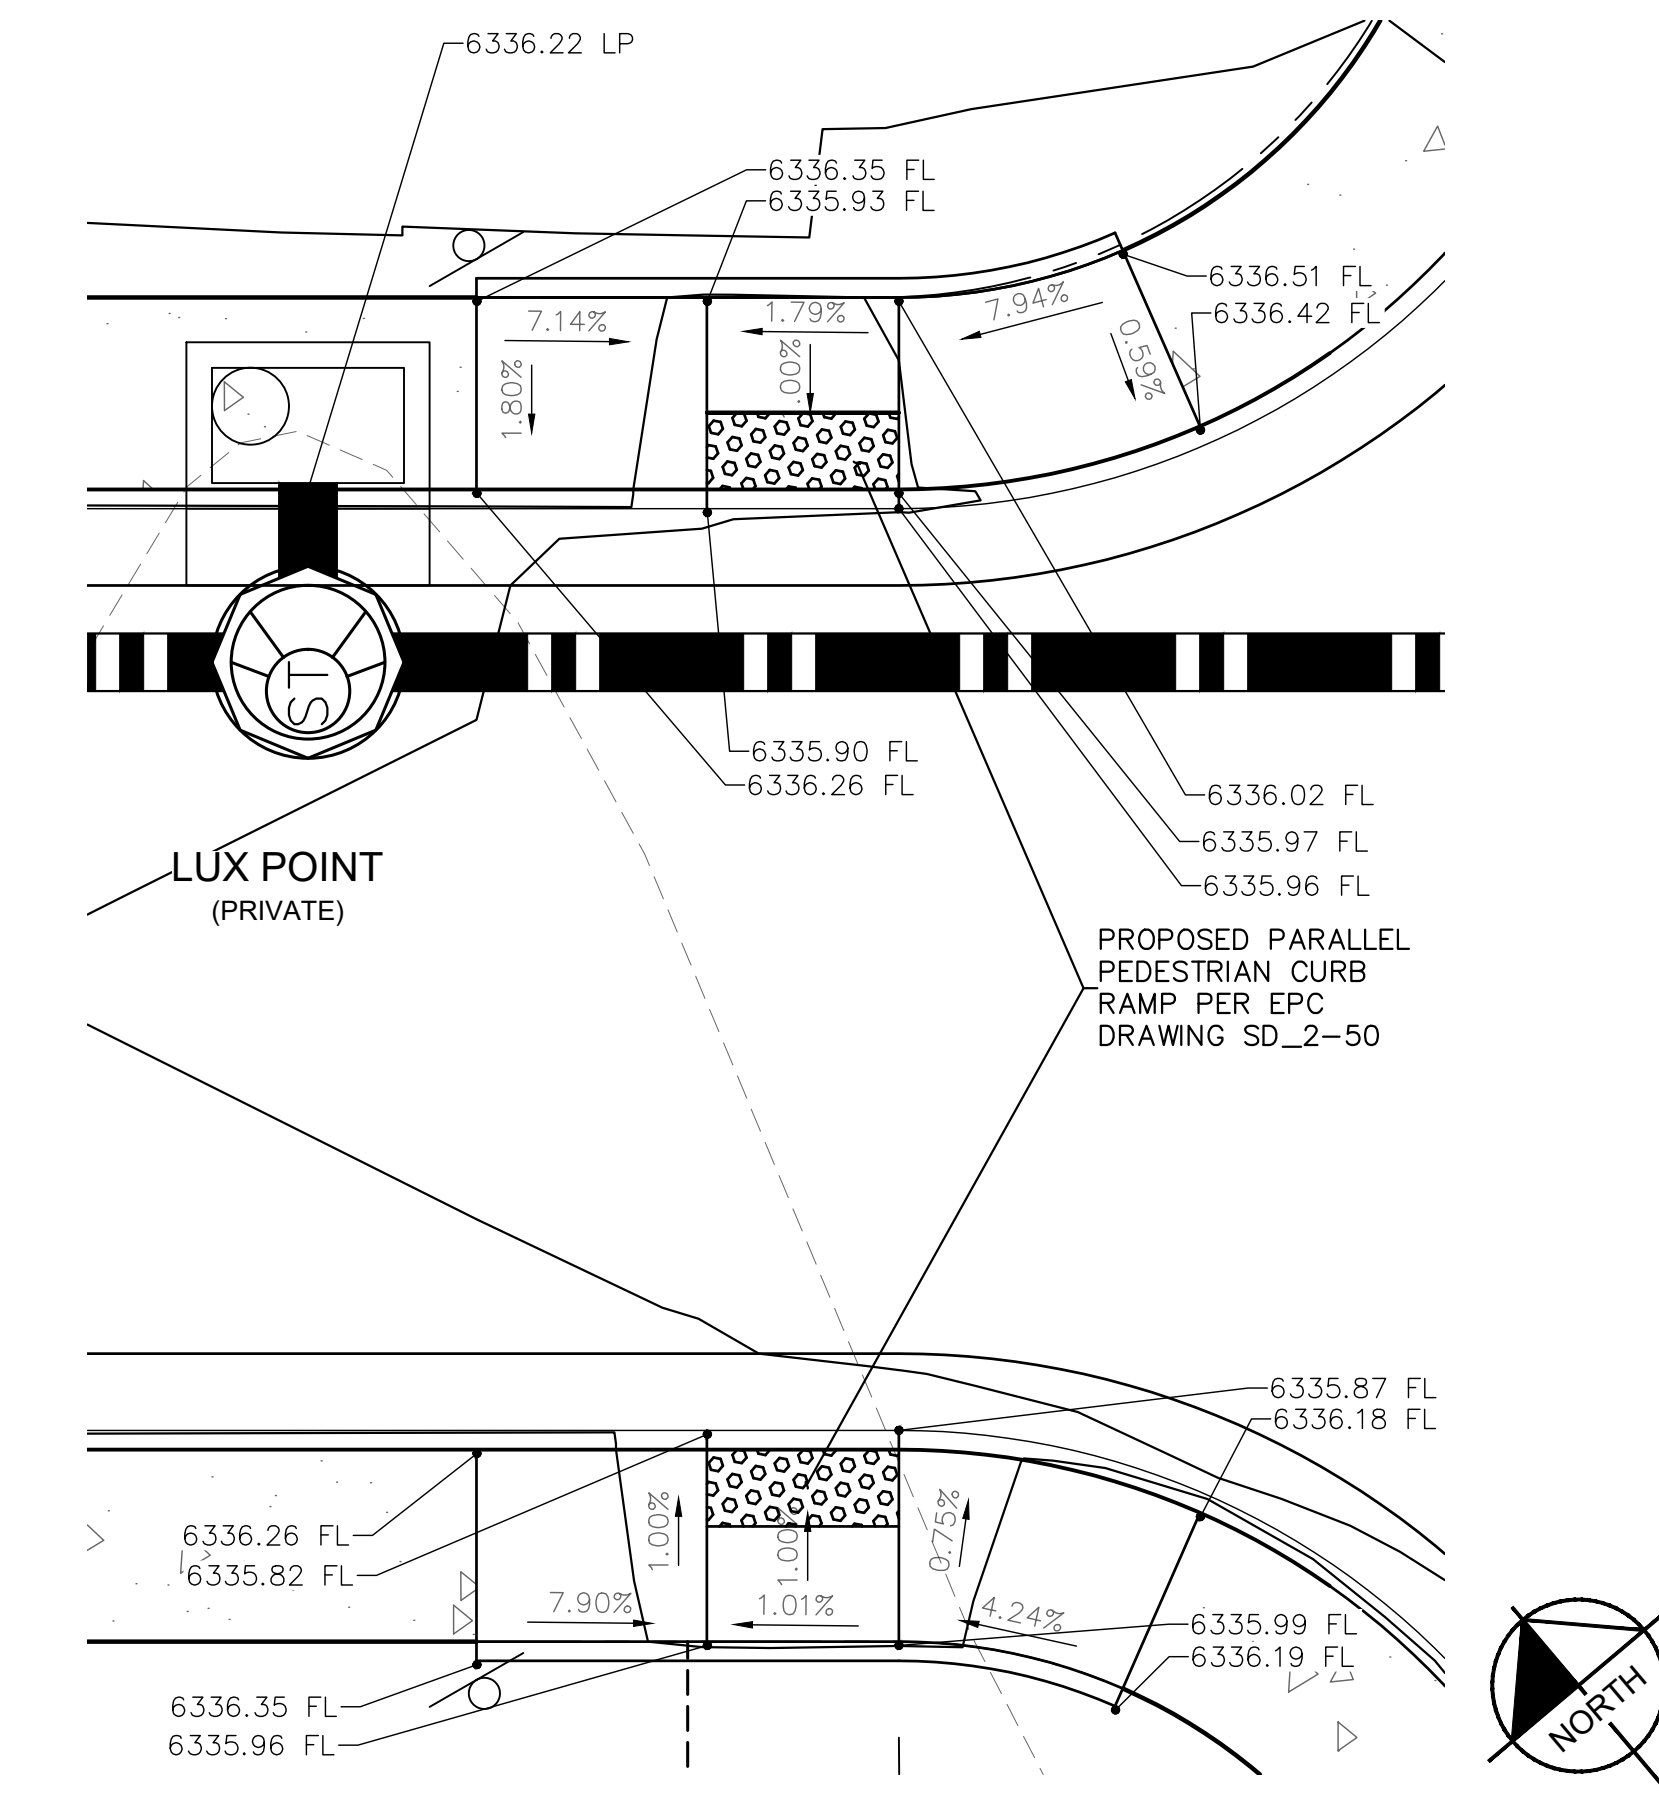 6336.22 LP
6336.35 FL
6335.93 FL
6336.51 FL
6336.42 FL
7.14%
1.79%
7.94%
1.80%
.00%
0.59%
ST
6335.90 FL
6336.26 FL
6336.02 FL
6335.97 FL
6335.96 FL
LUX POINT
(PRIVATE)
PROPOSED PARALLEL
PEDESTRIAN CURB
RAMP PER EPC
DRAWING SD_2-50
6335.87 FL
6336.18 FL
6336.26 FL
6335.82 FL
1.00%
1.00%
0.75%
7.90%
1.01%
4.24%
6335.99 FL
6336.19 FL
6336.35 FL
6335.96 FL
NORTH